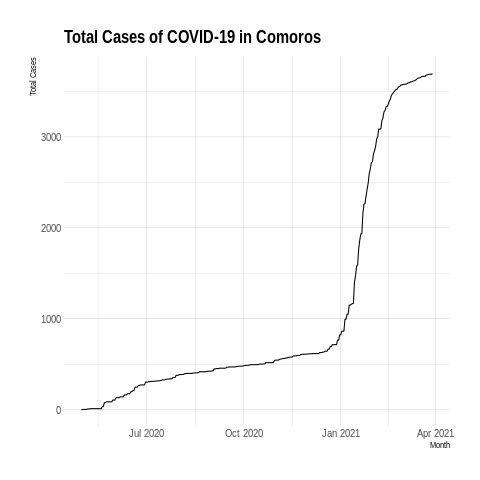 Total Cases of COVID-19 in Comoros
Total Cases
3000
2000
1000
0
Jul 2020 Oct 2020 Jan 2021 Apr 2021
Month